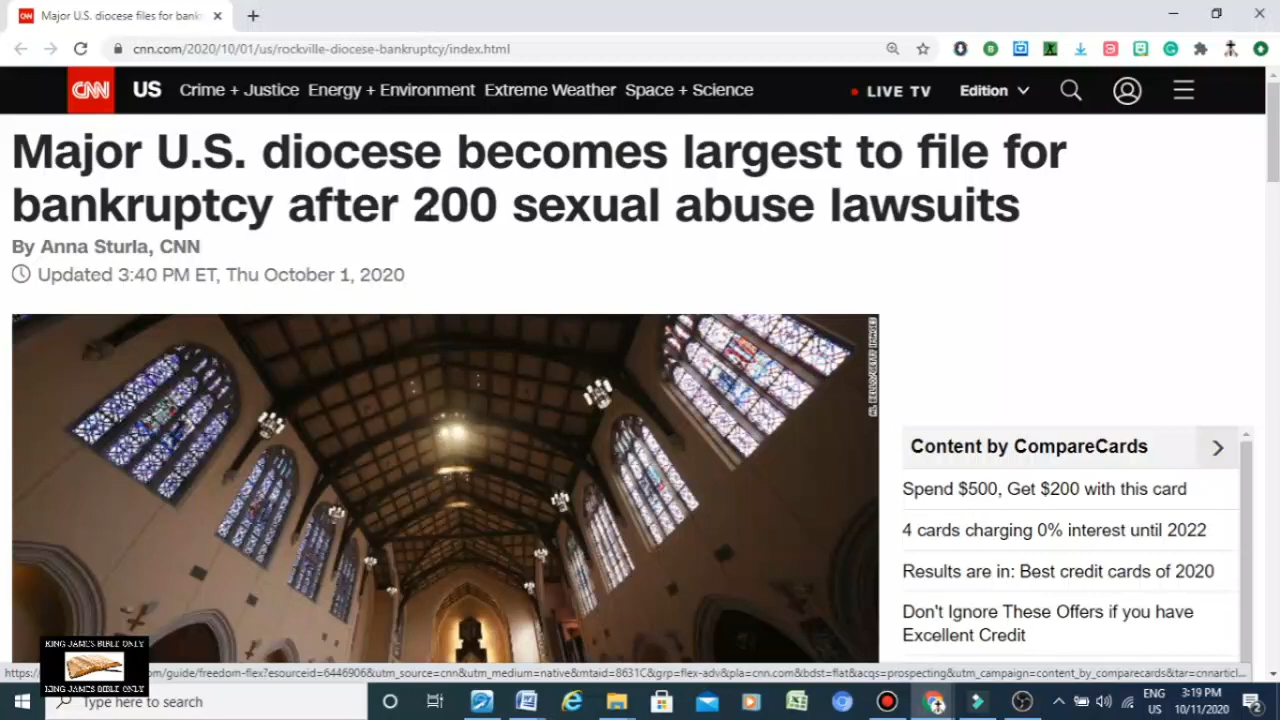 CNN Major U.S. diocese files for bank
cnn.com/2020/10/01/us/rockville-diocese-bankruptcy/index.html
CNN US Crime + Justice Energy + Environment Extreme Weather Space + Science LIVE TV Edition
Major U.S. diocese becomes largest to file for
bankruptcy after 200 sexual abuse lawsuits
By Anna Sturla, CNN
Updated 3:40 PM ET, Thu October 1, 2020
Content by CompareCards
Spend $500, Get $200 with this card
4 cards charging 0% interest until 2022
Results are in: Best credit cards of 2020
Don't Ignore These Offers if you have
Excellent Credit
KING JAMES BIBLE ONLY
KING JAMES BIBLE ONLY
Type here to search
ENG
US
3:19 PM
10/11/2020
2